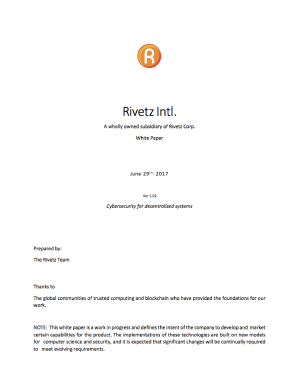 R
Rivetz Intl.
A wholly owned subsidiary of Rivetz Corp.
White Paper
June 29th, 2017
Ver 1.02
Cybersecurity for decentralized systems
Prepared by:
The Rivetz Team
Thanks to
The global communities of trusted computing and blockchain who have provided the foundations for our
work.
NOTE: This white paper is a work in progress and defines the intent of the company to develop and market
certain capabilities for the product. The implementations of these technologies are built on new models
for computer science and security, and it is expected that significant changes will be continually required
to meet evolving requirements.